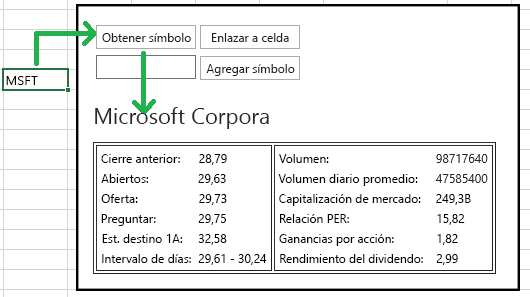 Obtener símbolo Enlazar a celda
MSFT
Agregar símbolo
Microsoft Corpora
Cierre anterior: 28,79 Volumen: 98717640
Abiertos: 29,63 Volumen diario promedio: 47585400
Oferta: 29,73 Capitalización de mercado: 249,3B
Preguntar: 29,75 Relación PER: 15,82
Est. destino 1A: 32,58 Ganancias por acción: 1,82
Intervalo de días: 29,61 - 30,24 Rendimiento del dividendo: 2,99